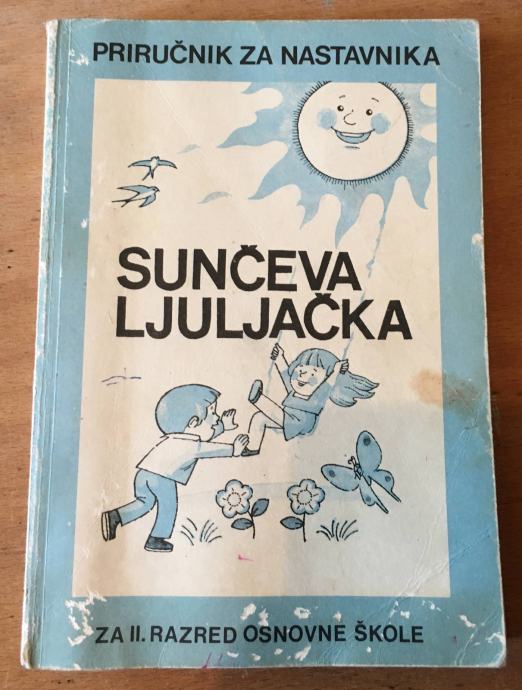 PRIRUČNIK ZA NASTAVNIKA
SUNČEVA
LJULJAČKA
ZA II. RAZRED OSNOVNE ŠKOLE